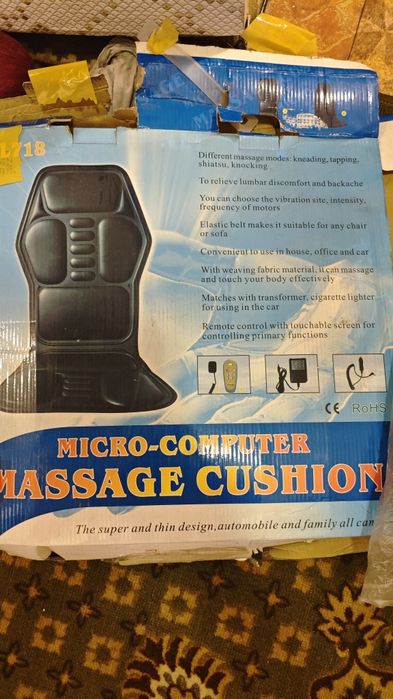 L718
Different massage modes: kneading, tapping,
shiatsu, knocking
To relieve lumbar discomfort and backache
You can choose the vibration site, intensity,
frequency of motors
Elastic belt makes it suitable for any chair
or sofa
Convenient to use in house, office and car
With weaving fabric material, it can massage
and touch your body effectively
Matches with transformer, cigarette lighter
for using in the car
Remote control with touchable screen for
controlling primary functions
CE RoHS
MICRO-COMPUTER
MASSAGE CUSHION
The super and thin design, automobile and family all can